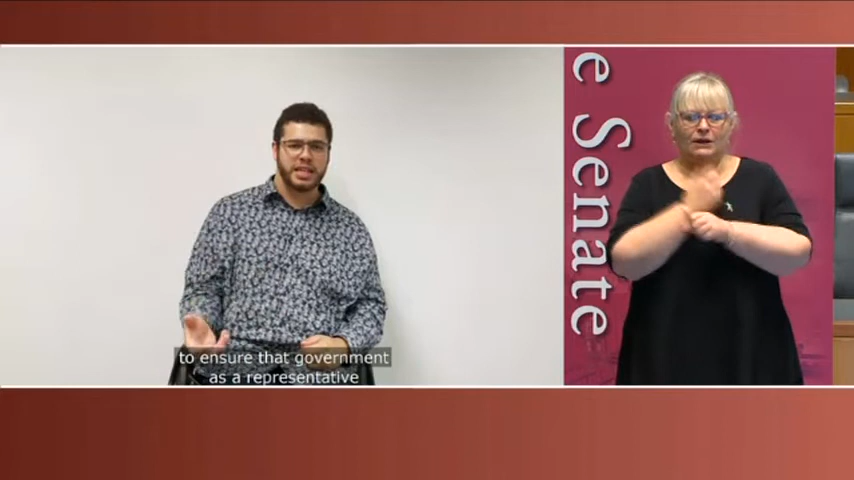 e Senate
to ensure that government
as a representative